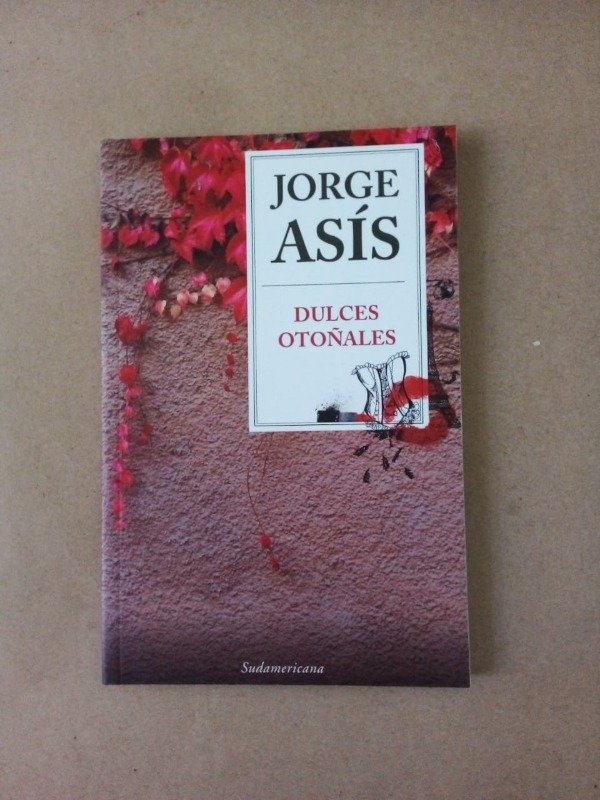 JORGE
ASÍS
DULCES
OTOÑALES
Sudamericana